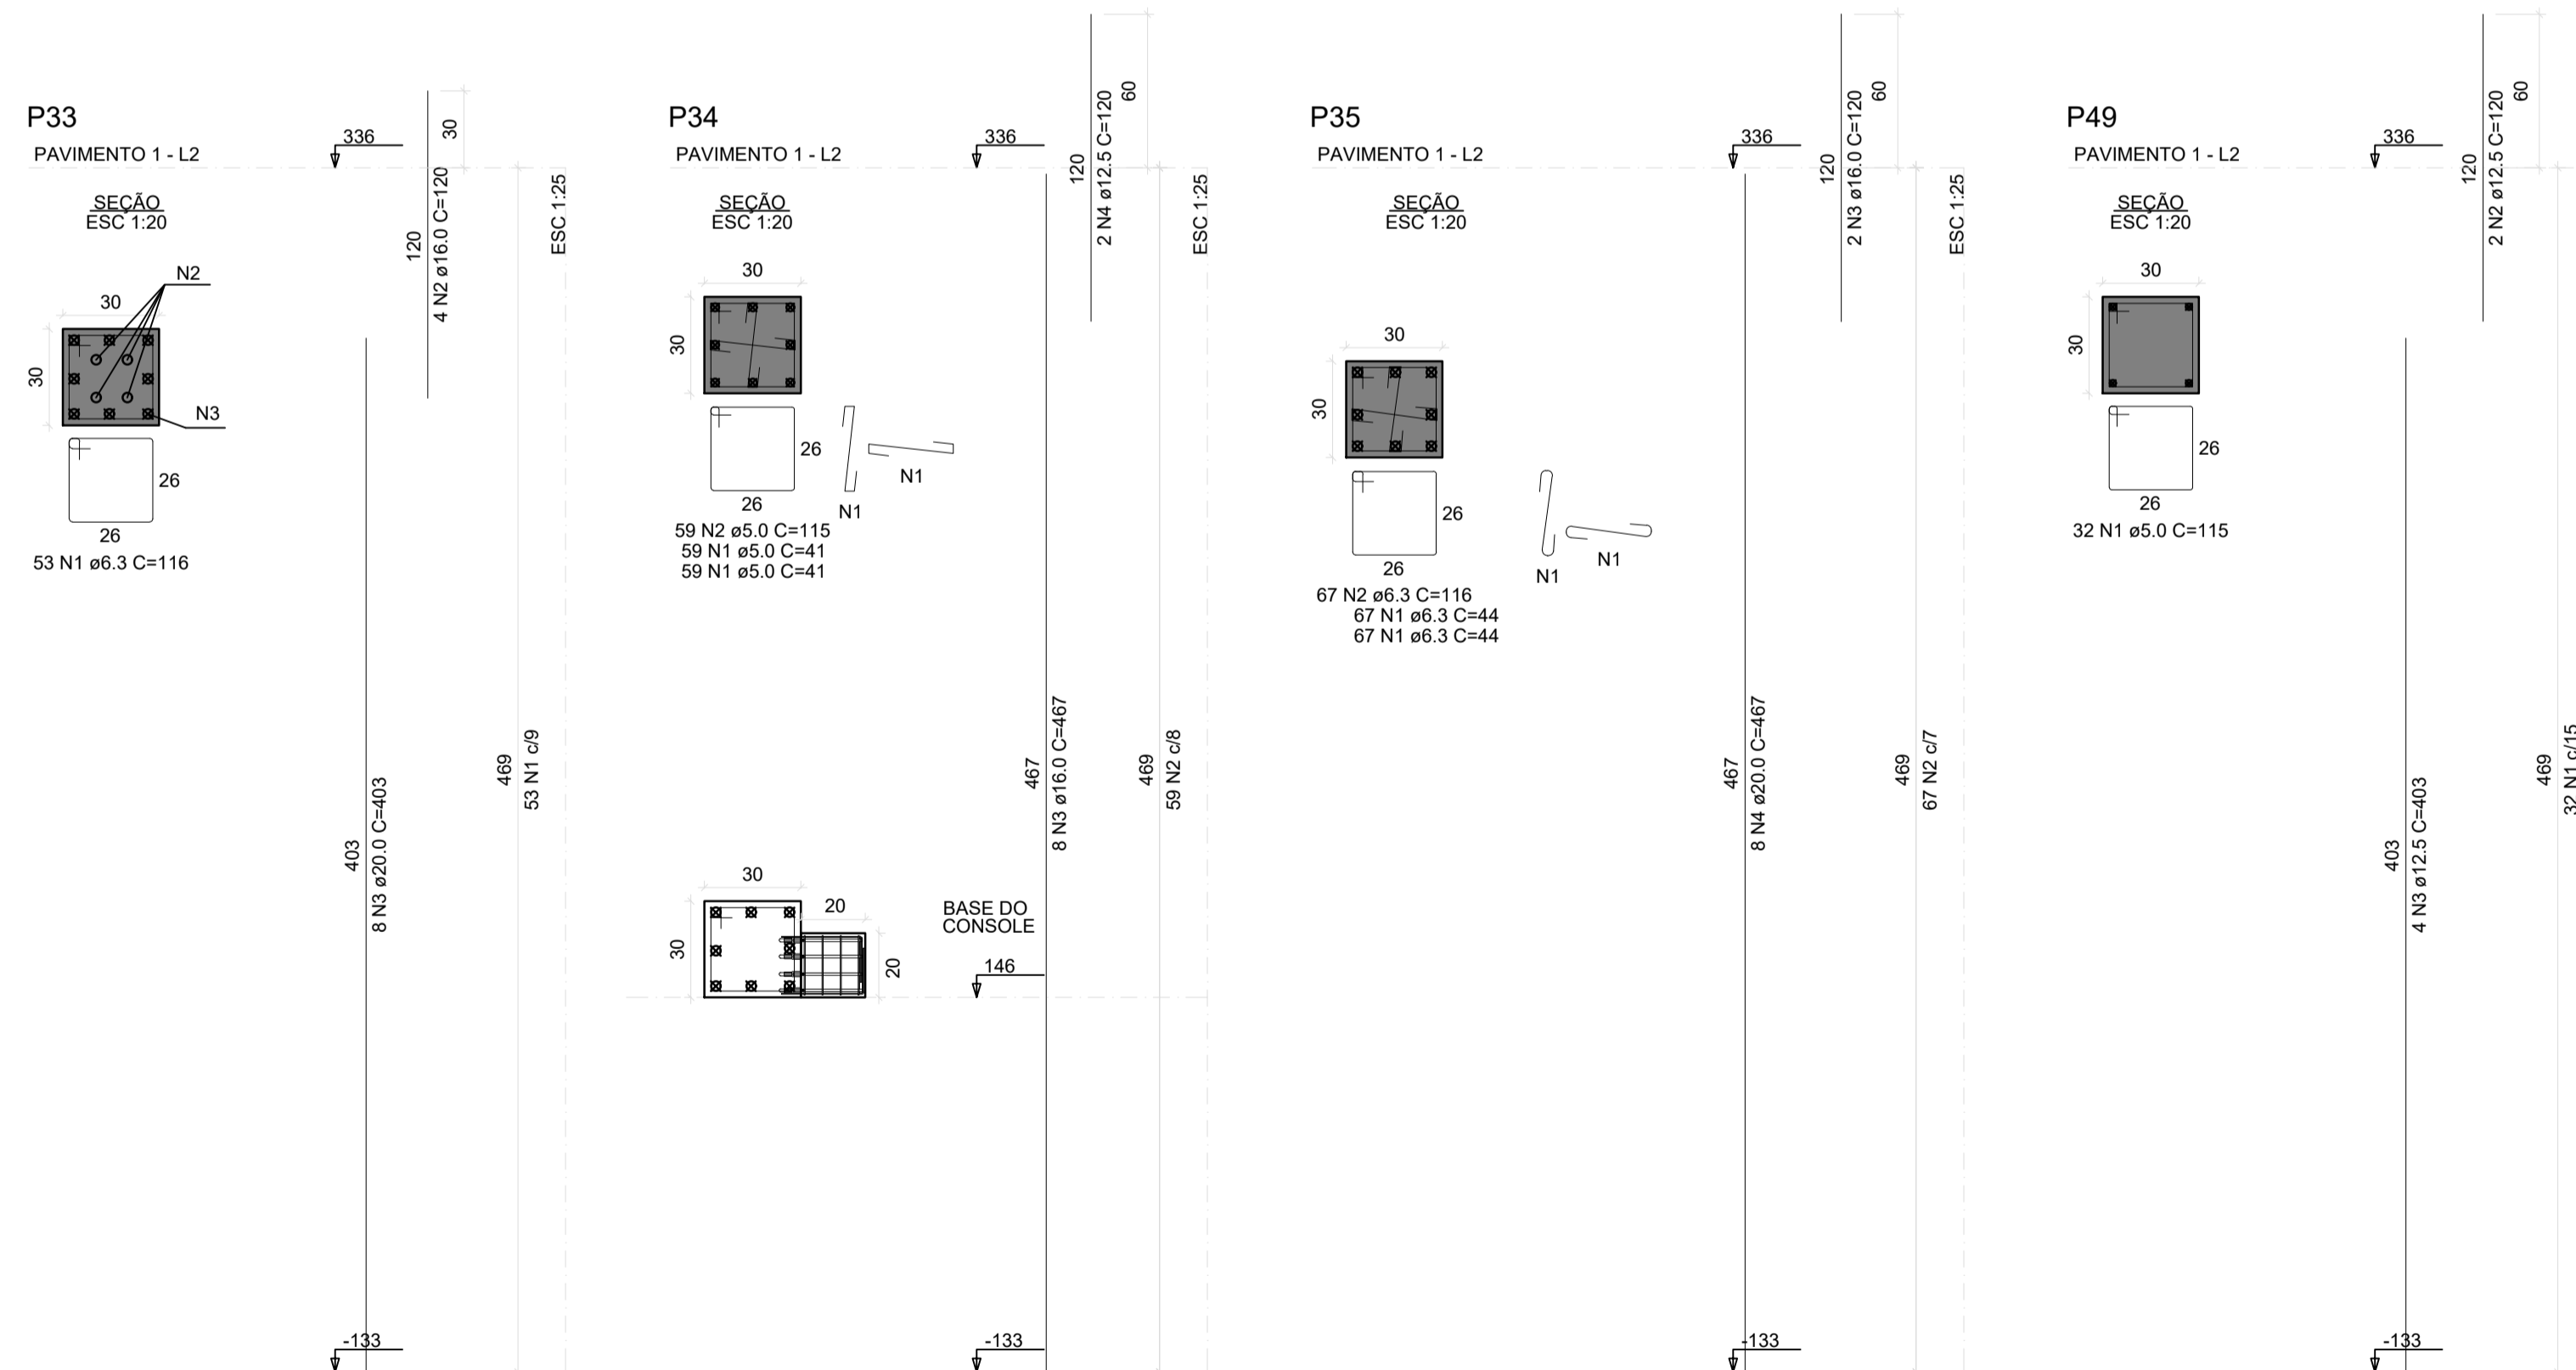 P33
PAVIMENTO 1 - L2
336
30
120
4 N2 ø16.0 C=120
ESC 1:25
SEÇÃO
ESC 1:20
N2
30
30
N3
26
26
53 N1 ø6.3 C=116
403
8 N3 ø20.0 C=403
469
53 N1 c/9
-133
P34
PAVIMENTO 1 - L2
336
60
120
2 N4 ø12.5 C=120
ESC 1:25
SEÇÃO
ESC 1:20
30
30
26
26
N1
N1
59 N2 ø5.0 C=115
59 N1 ø5.0 C=41
59 N1 ø5.0 C=41
467
8 N3 ø16.0 C=467
469
59 N2 c/8
30
20
30
20
BASE DO
CONSOLE
146
-133
P35
PAVIMENTO 1 - L2
336
60
120
2 N3 ø16.0 C=120
ESC 1:25
SEÇÃO
ESC 1:20
30
30
26
26
N1
N1
67 N2 ø6.3 C=116
67 N1 ø6.3 C=44
67 N1 ø6.3 C=44
467
8 N4 ø20.0 C=467
469
67 N2 c/7
-133
P49
PAVIMENTO 1 - L2
336
60
120
2 N2 ø12.5 C=120
SEÇÃO
ESC 1:20
30
30
26
26
32 N1 ø5.0 C=115
403
4 N3 ø12.5 C=403
469
32 N1 c/15
-133